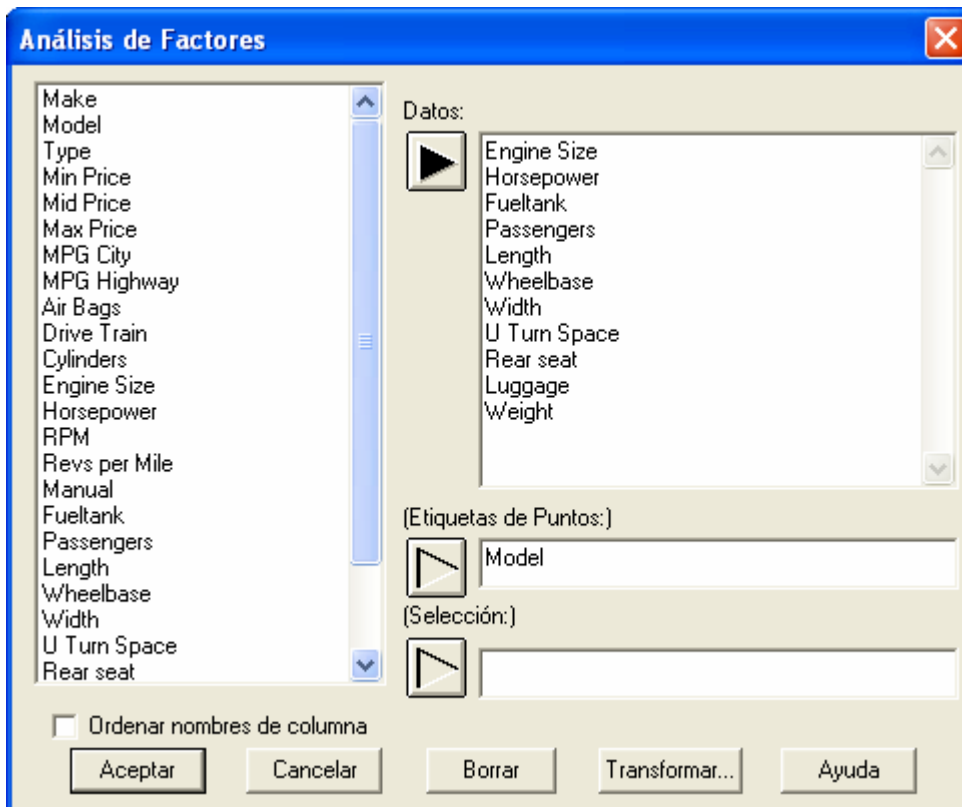 Análisis de Factores
Make
Model
Type
Min Price
Mid Price
Max Price
MPG City
MPG Highway
Air Bags
Drive Train
Cylinders
Engine Size
Horsepower
RPM
Revs per Mile
Manual
Fueltank
Passengers
Length
Wheelbase
Width
U Turn Space
Rear seat
Datos:
Engine Size
Horsepower
Fueltank
Passengers
Length
Wheelbase
Width
U Turn Space
Rear seat
Luggage
Weight
(Etiquetas de Puntos:)
Model
(Selección:)
Ordenar nombres de columna
Aceptar
Cancelar
Borrar
Transformar...
Ayuda